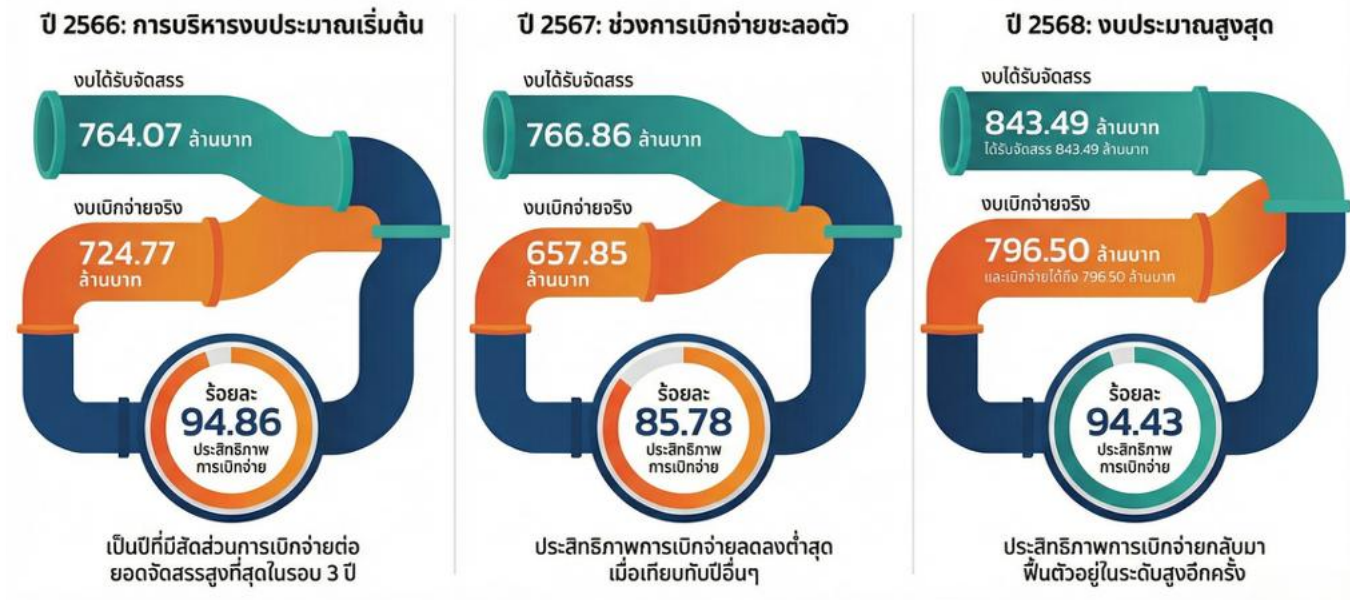 ปี 2566: การบริหารงบประมาณเริ่มต้น
งบได้รับจัดสรร
764.07 ล้านบาท
งบเบิกจ่ายจริง
724.77
ล้านบาท
ร้อยละ
94.86
ประสิทธิภาพ
การเบิกจ่าย
เป็นปีที่มีสัดส่วนการเบิกจ่ายต่อ
ยอดจัดสรรสูงที่สุดในรอบ 3 ปี
ปี 2567: ช่วงการเบิกจ่ายชะลอตัว
งบได้รับจัดสรร
766.86 ล้านบาท
งบเบิกจ่ายจริง
657.85
ล้านบาท
ร้อยละ
85.78
ประสิทธิภาพ
การเบิกจ่าย
ประสิทธิภาพการเบิกจ่ายลดลงต่ำสุด
เมื่อเทียบทับปีอื่นๆ
ปี 2568: งบประมาณสูงสุด
งบได้รับจัดสรร
843.49 ล้านบาท
ได้รับจัดสรร 843.49 ล้านบาท
งบเบิกจ่ายจริง
796.50 ล้านบาท
และเบิกจ่ายได้ถึง 796.50 ล้านบาท
ร้อยละ
94.43
ประสิทธิภาพ
การเบิกจ่าย
ประสิทธิภาพการเบิกจ่ายกลับมา
ฟื้นตัวอยู่ในระดับสูงอีกครั้ง